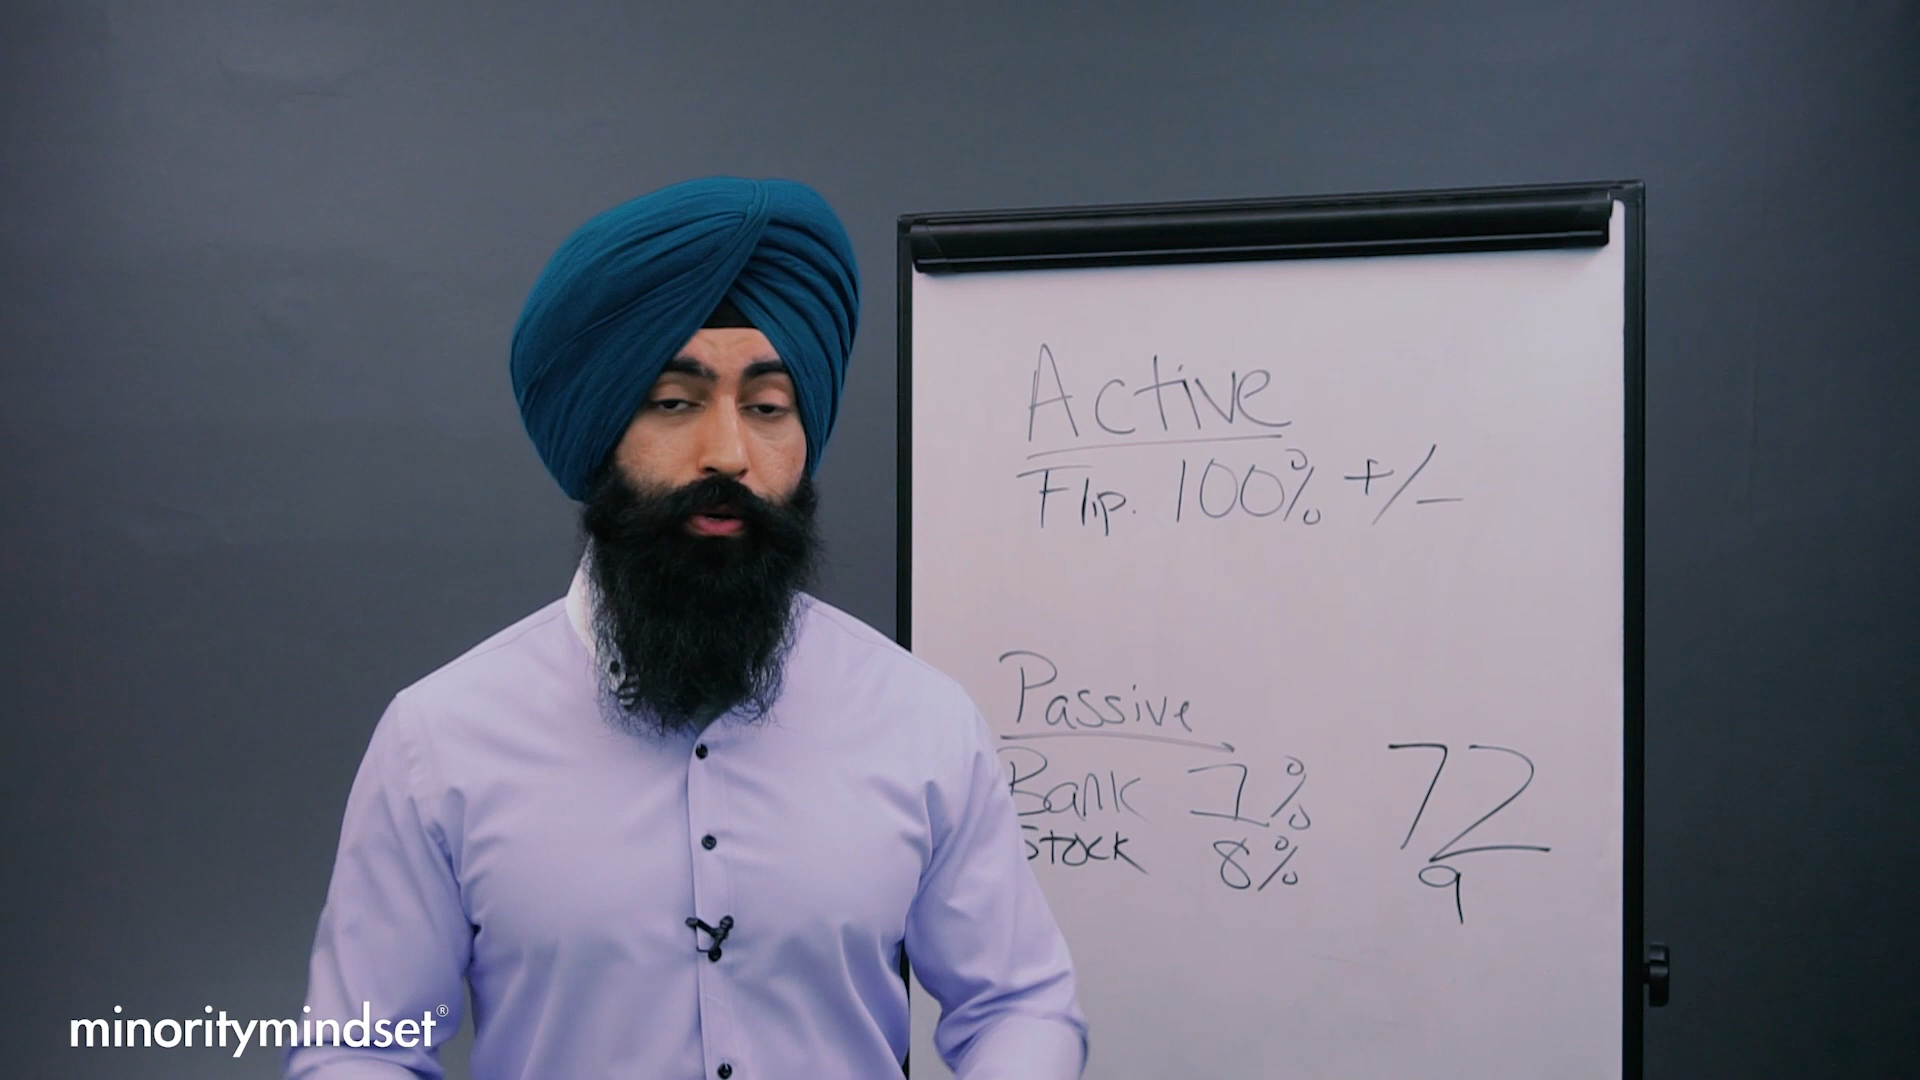 Active
Flip. 100% +/-
Passive
Bank 1%
Stock 8%
72
9
minoritymindset®